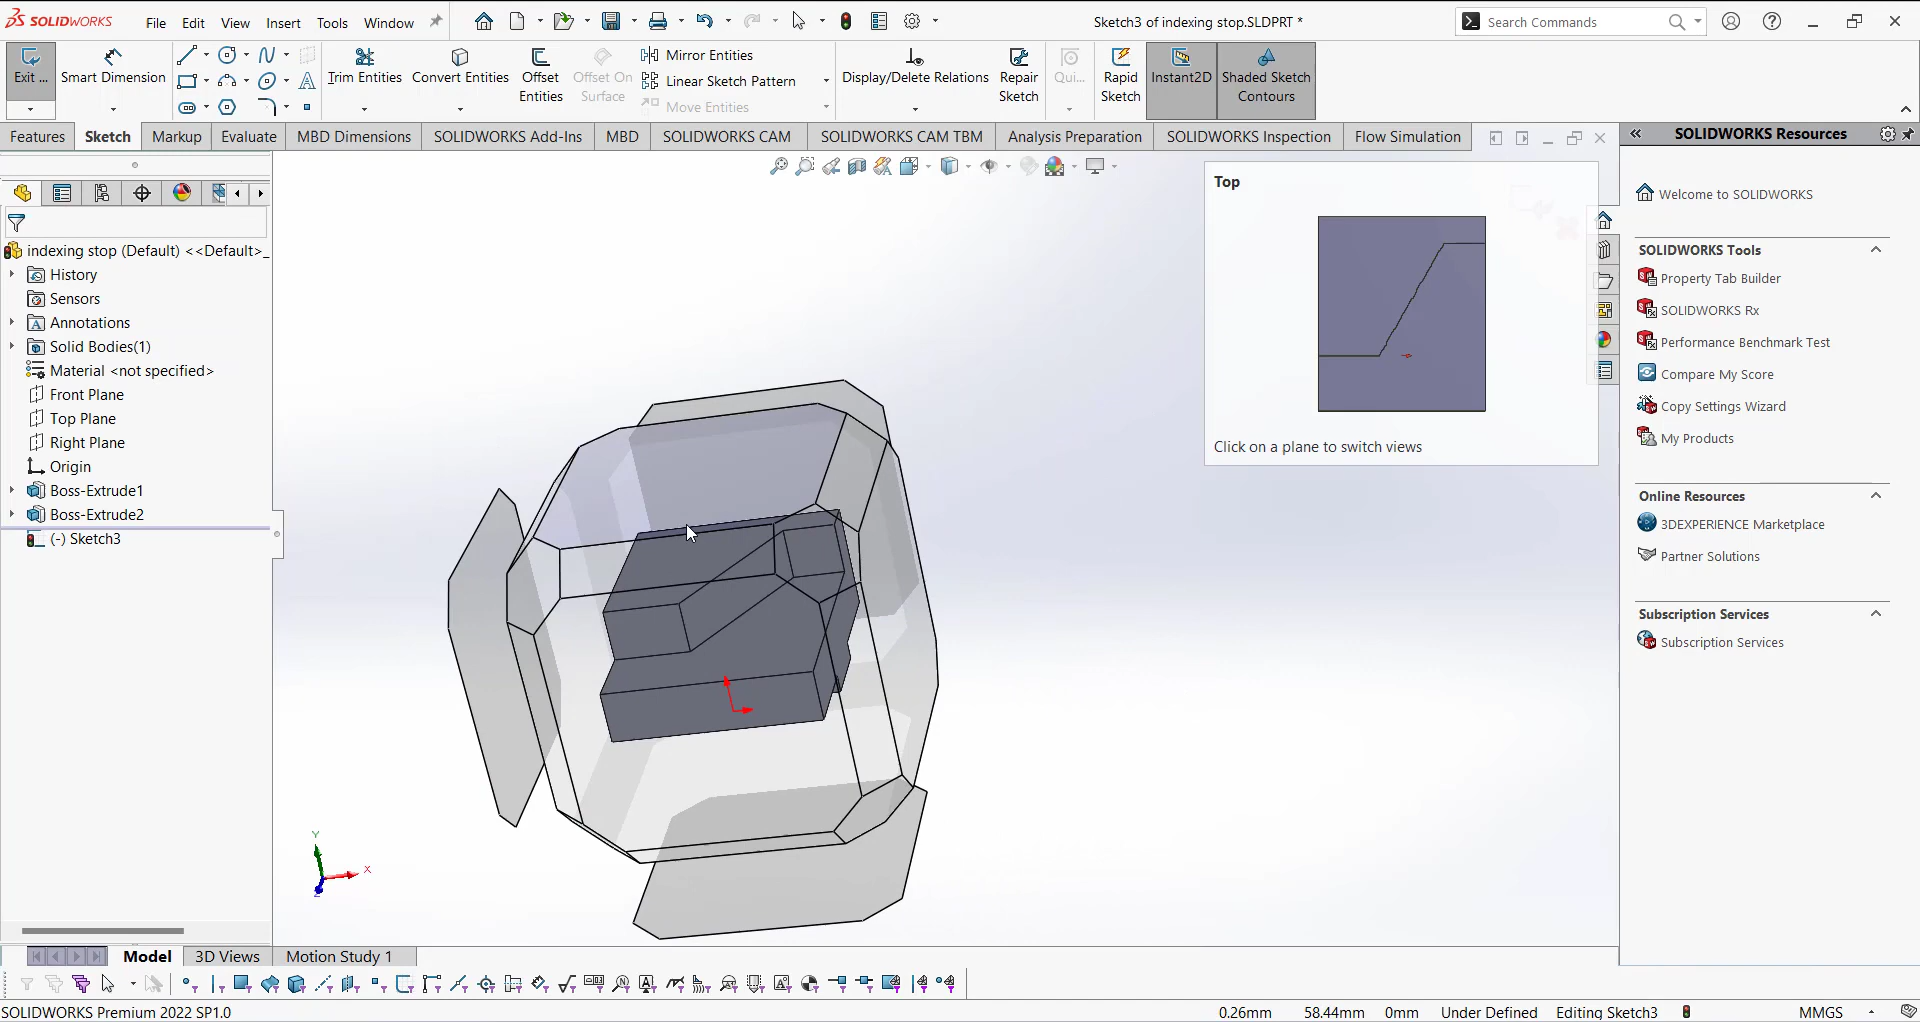 SOLIDWORKS File Edit View Insert Tools Window Sketch3 of indexing stop.SLDPRT * Search Commands
Exit ... Smart Dimension Trim Entities Convert Entities Offset Entities Offset On Surface Mirror Entities Linear Sketch Pattern Move Entities Display/Delete Relations Repair Sketch Qui... Rapid Sketch Instant2D Shaded Sketch Contours
Features Sketch Markup Evaluate MBD Dimensions SOLIDWORKS Add-Ins MBD SOLIDWORKS CAM SOLIDWORKS CAM TBM Analysis Preparation SOLIDWORKS Inspection Flow Simulation
indexing stop (Default) <<Default>_
History
Sensors
Annotations
Solid Bodies(1)
Material <not specified>
Front Plane
Top Plane
Right Plane
Origin
Boss-Extrude1
Boss-Extrude2
(-) Sketch3
Top
Click on a plane to switch views
Y
X
Z
SOLIDWORKS Resources
Welcome to SOLIDWORKS
SOLIDWORKS Tools
Property Tab Builder
SOLIDWORKS Rx
Performance Benchmark Test
Compare My Score
Copy Settings Wizard
My Products
Online Resources
3DEXPERIENCE Marketplace
Partner Solutions
Subscription Services
Subscription Services
Model 3D Views Motion Study 1
SOLIDWORKS Premium 2022 SP1.0 0.26mm 58.44mm 0mm Under Defined Editing Sketch3 MMGS